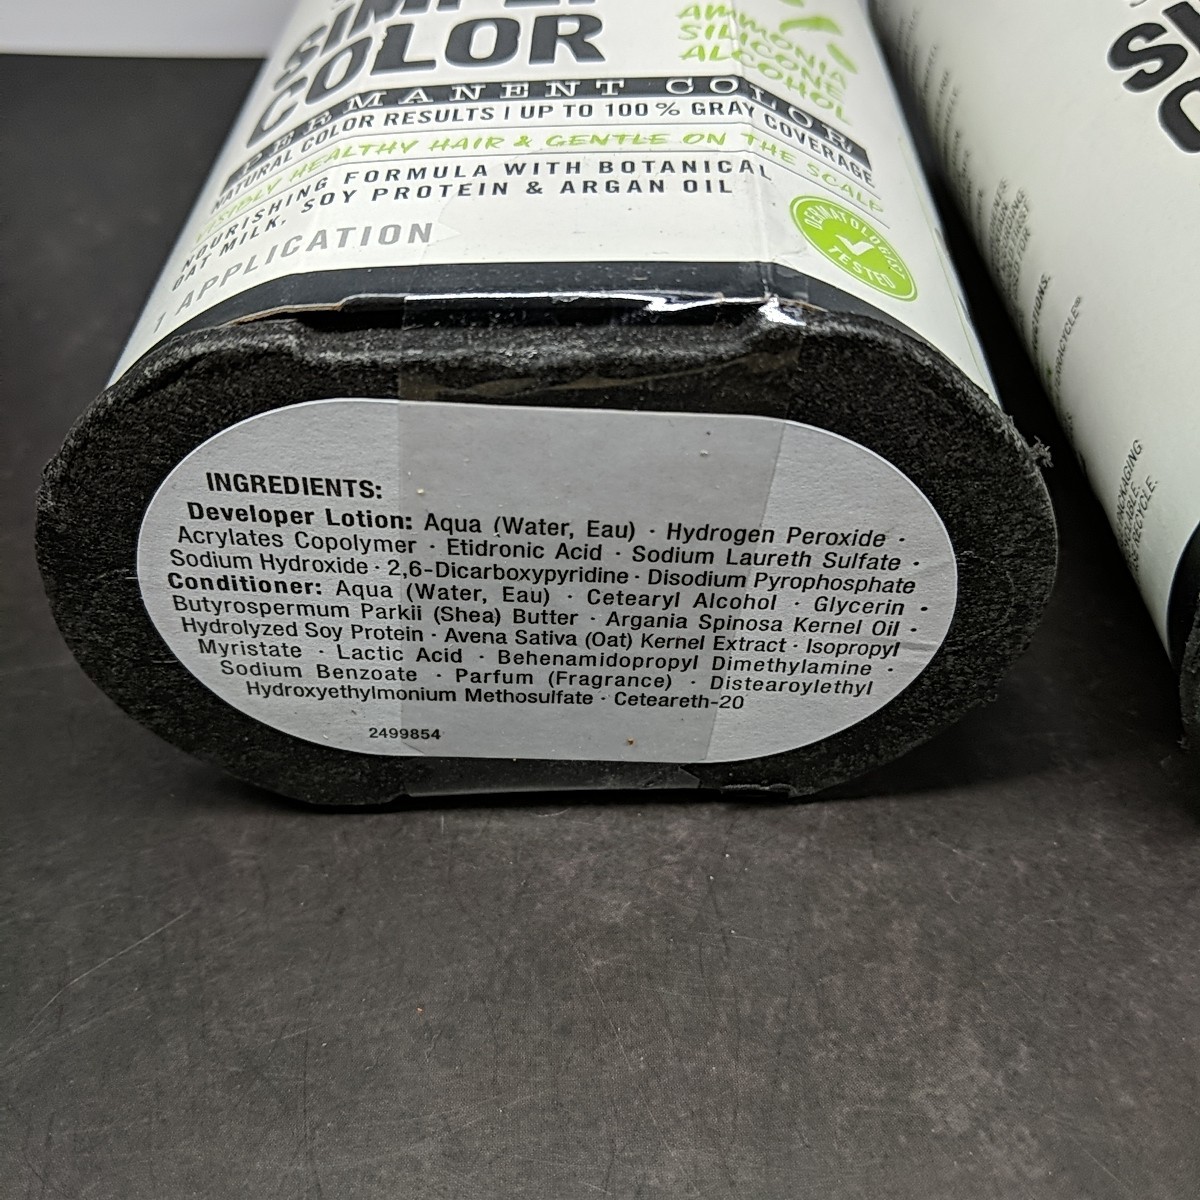 SIMPLY
COLOR
AMMONIA
SILICONE
ALCOHOL
PERMANENT COLOR
NATURAL COLOR RESULTS | UP TO 100% GRAY COVERAGE
VISIBLY HEALTHY HAIR & GENTLE ON THE SCALP
NOURISHING FORMULA WITH BOTANICAL
OAT MILK, SOY PROTEIN & ARGAN OIL
1 APPLICATION
DERMATOLOGIST
TESTED
INGREDIENTS:
Developer Lotion: Aqua (Water, Eau) · Hydrogen Peroxide ·
Acrylates Copolymer · Etidronic Acid · Sodium Laureth Sulfate ·
Sodium Hydroxide · 2,6-Dicarboxypyridine · Disodium Pyrophosphate
Conditioner: Aqua (Water, Eau) · Cetearyl Alcohol · Glycerin ·
Butyrospermum Parkii (Shea) Butter · Argania Spinosa Kernel Oil ·
Hydrolyzed Soy Protein · Avena Sativa (Oat) Kernel Extract · Isopropyl
Myristate · Lactic Acid · Behenamidopropyl Dimethylamine ·
Sodium Benzoate · Parfum (Fragrance) · Distearoylethyl
Hydroxyethylmonium Methosulfate · Ceteareth-20
2499854
PACKAGING
RECYCLE.